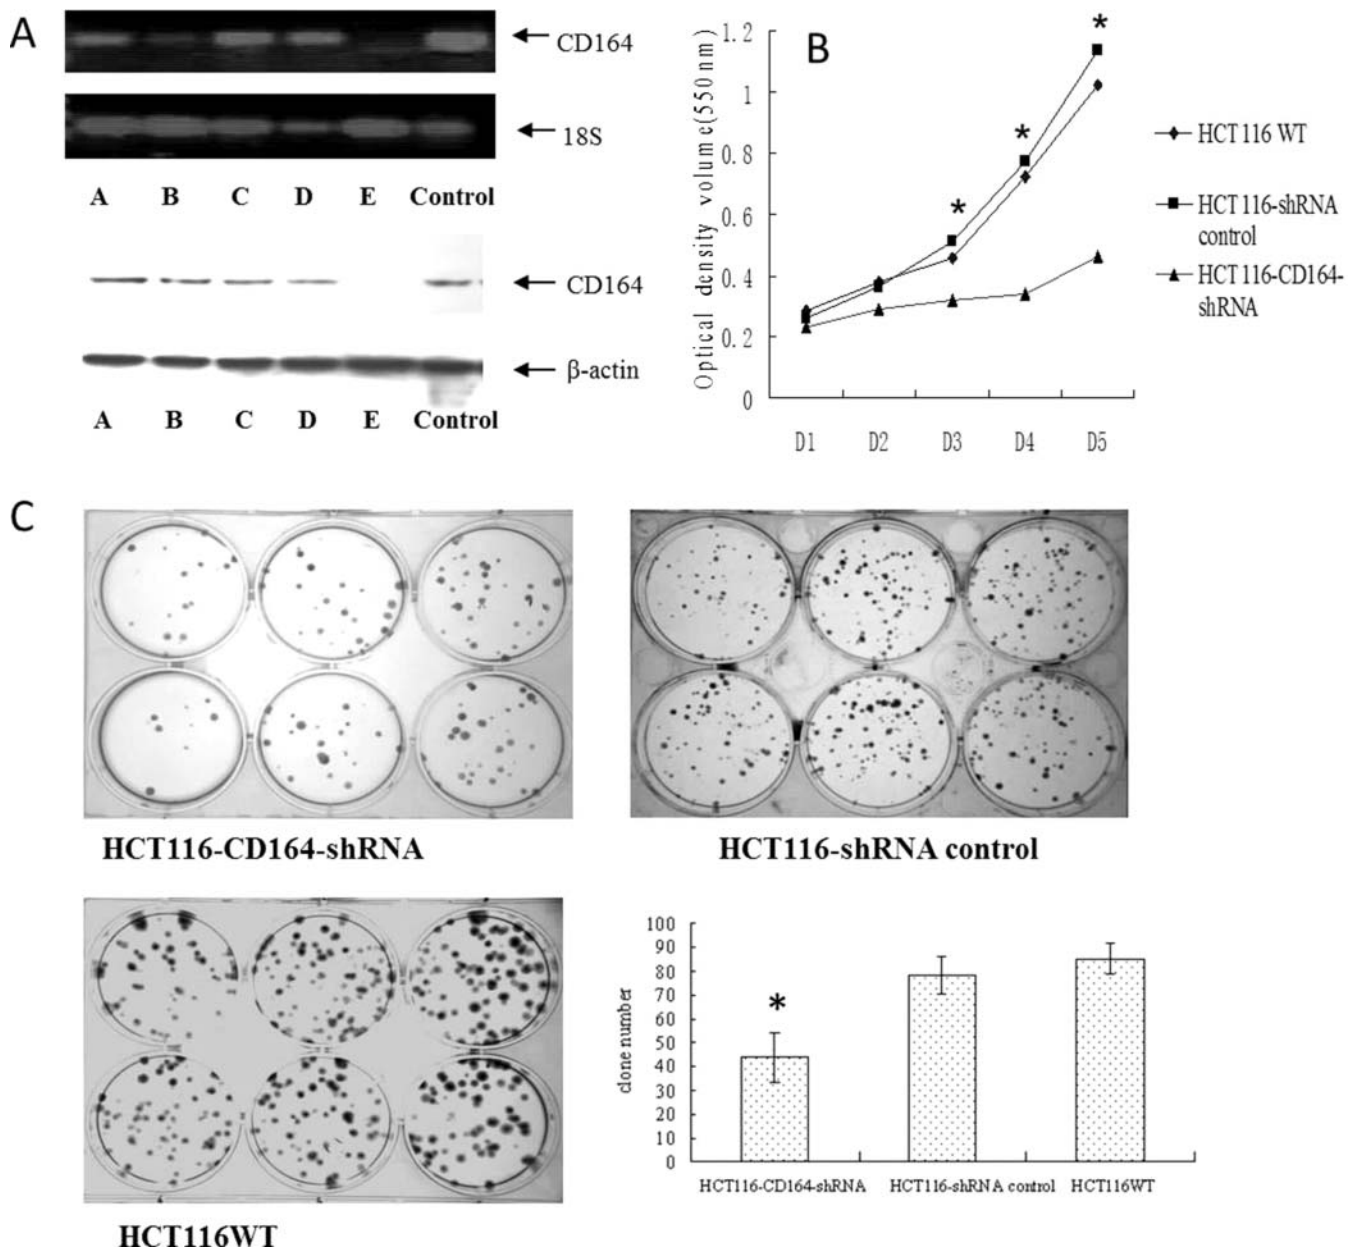 A
CD164
18S
A B C D E Control
CD164
β-actin
A B C D E Control
B
Optical density volume(550nm)
1.2
1
0.8
0.6
0.4
0.2
0
D1 D2 D3 D4 D5
*
*
*
HCT116 WT
HCT116-shRNA
control
HCT116-CD164-
shRNA
C
HCT116-CD164-shRNA
HCT116-shRNA control
HCT116WT
clone number
100
90
80
70
60
50
40
30
20
10
0
*
HCT116-CD164-shRNA HCT116-shRNA control HCT116WT